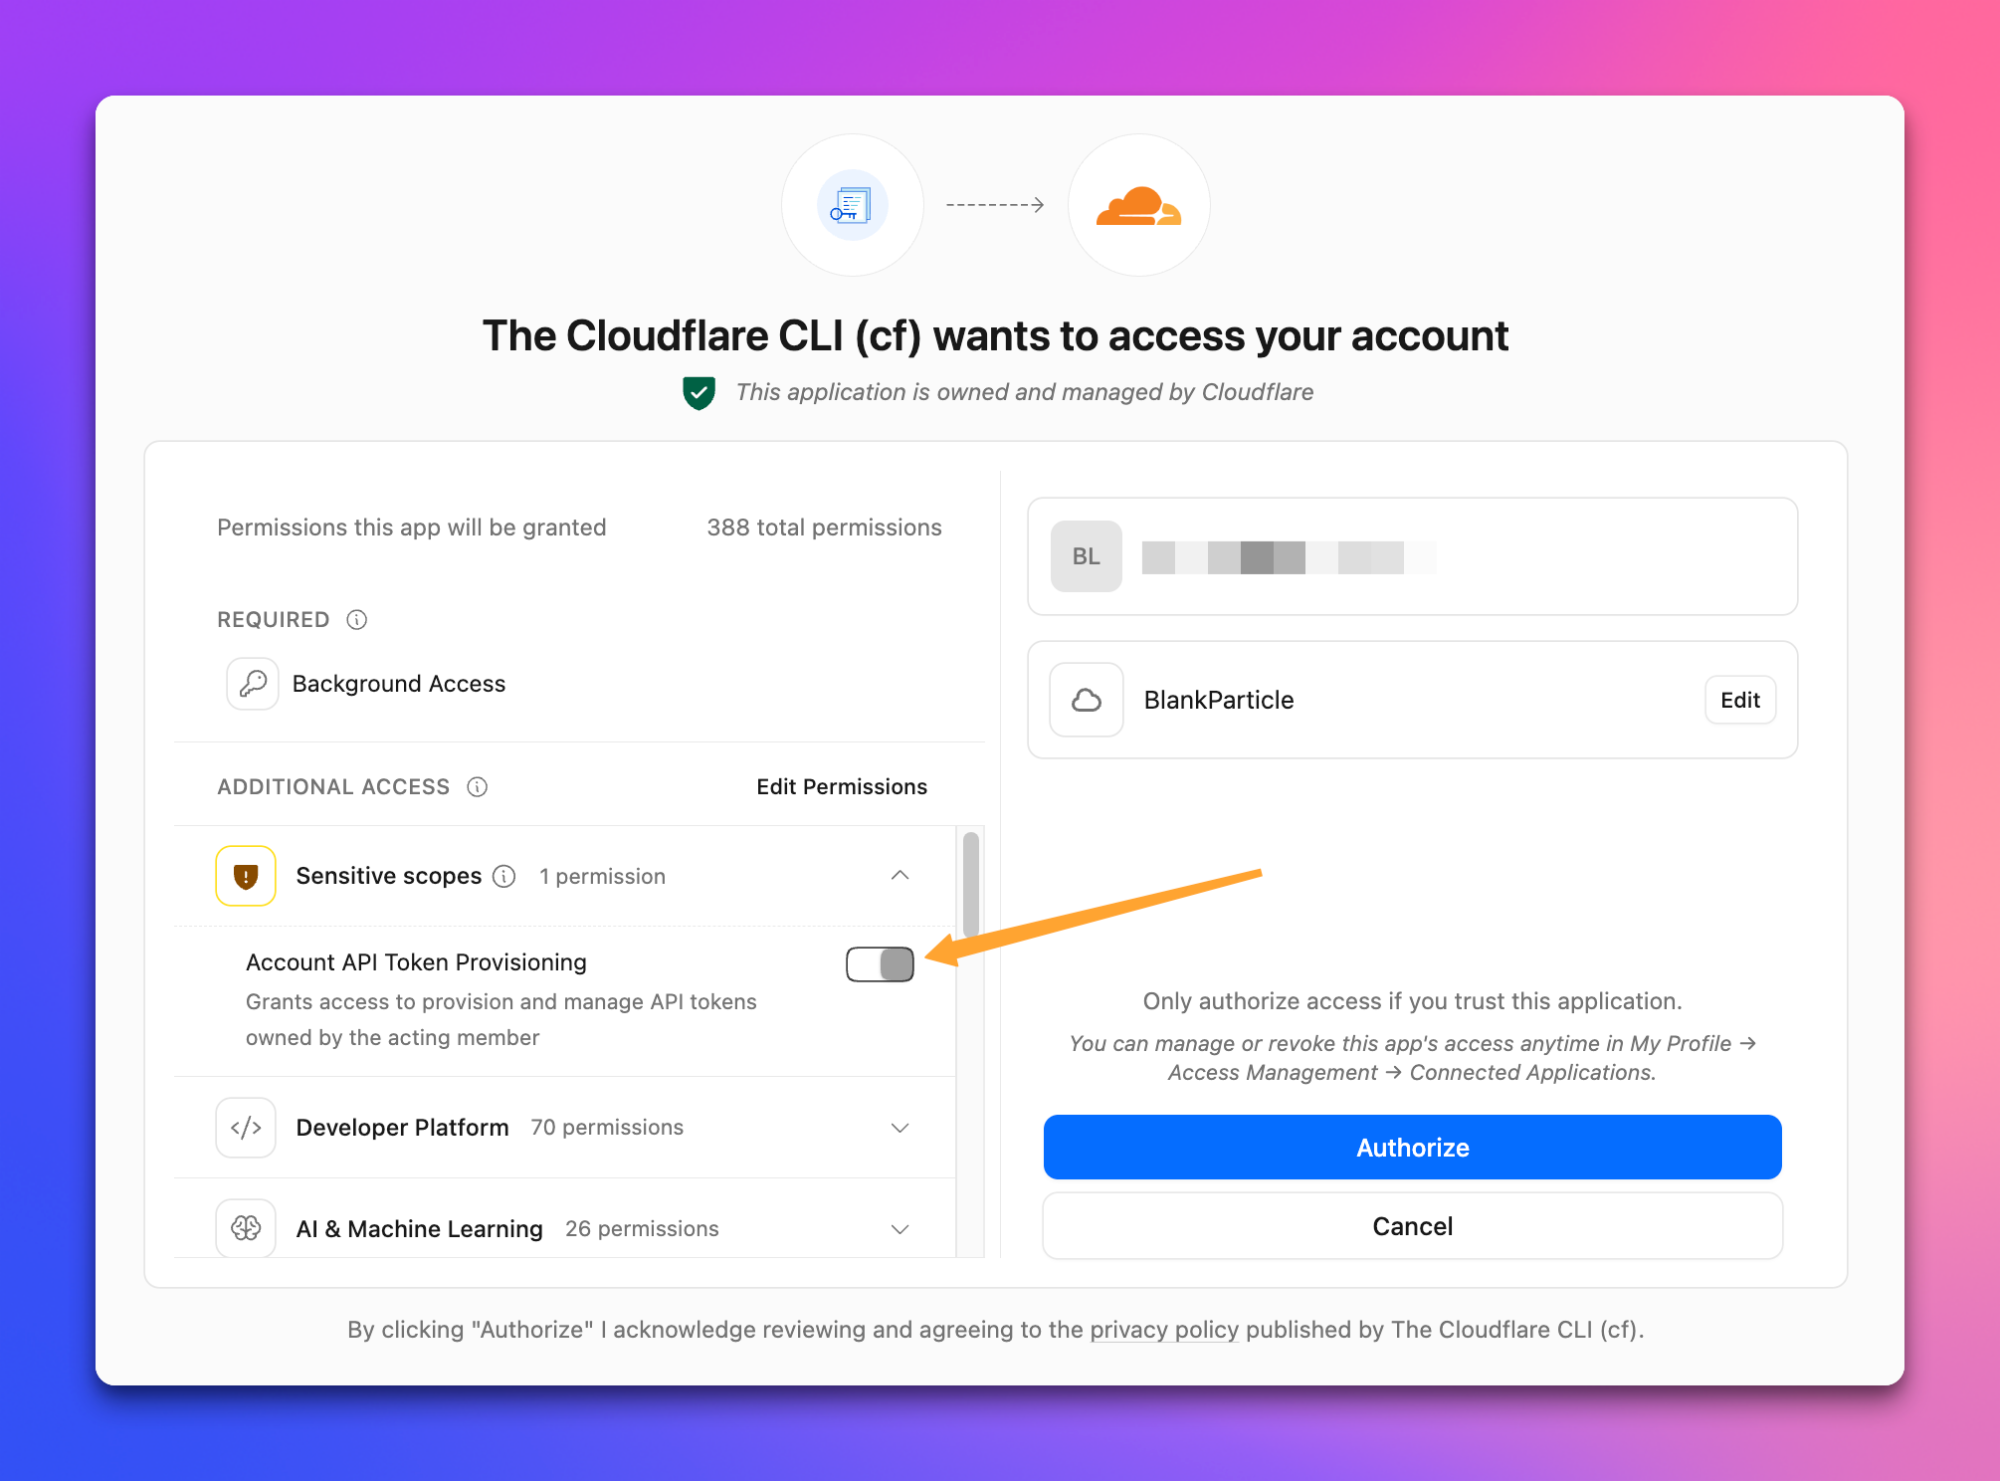 The Cloudflare CLI (cf) wants to access your account
This application is owned and managed by Cloudflare
Permissions this app will be granted
388 total permissions
REQUIRED
Background Access
ADDITIONAL ACCESS
Edit Permissions
Sensitive scopes
1 permission
Account API Token Provisioning
Grants access to provision and manage API tokens
owned by the acting member
Developer Platform
70 permissions
AI & Machine Learning
26 permissions
BL
BlankParticle
Edit
Only authorize access if you trust this application.
You can manage or revoke this app's access anytime in My Profile →
Access Management → Connected Applications.
Authorize
Cancel
By clicking "Authorize" I acknowledge reviewing and agreeing to the privacy policy published by The Cloudflare CLI (cf).